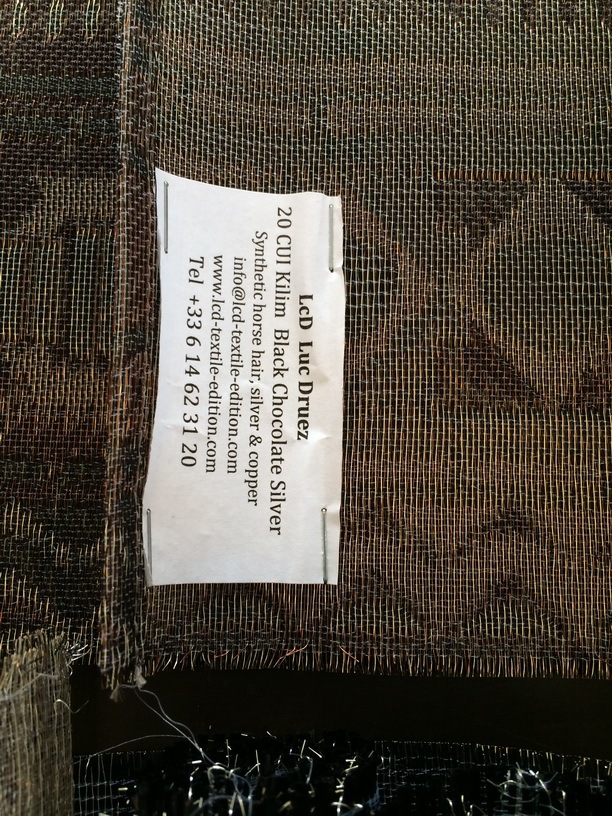 LcD Luc Druez
20 CUI Kilim Black Chocolate Silver
Synthetic horse hair, silver & copper
info@lcd-textile-edition.com
www.lcd-textile-edition.com
Tel +33 6 14 62 31 20